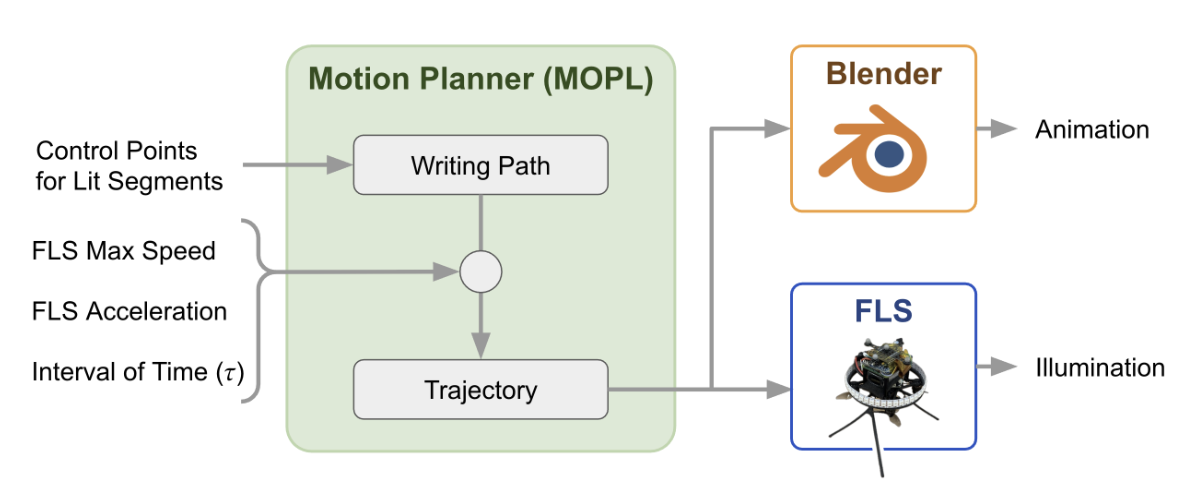 Motion Planner (MOPL)
Control Points
for Lit Segments
Writing Path
FLS Max Speed
FLS Acceleration
Interval of Time (τ)
Trajectory
Blender
Animation
FLS
Illumination